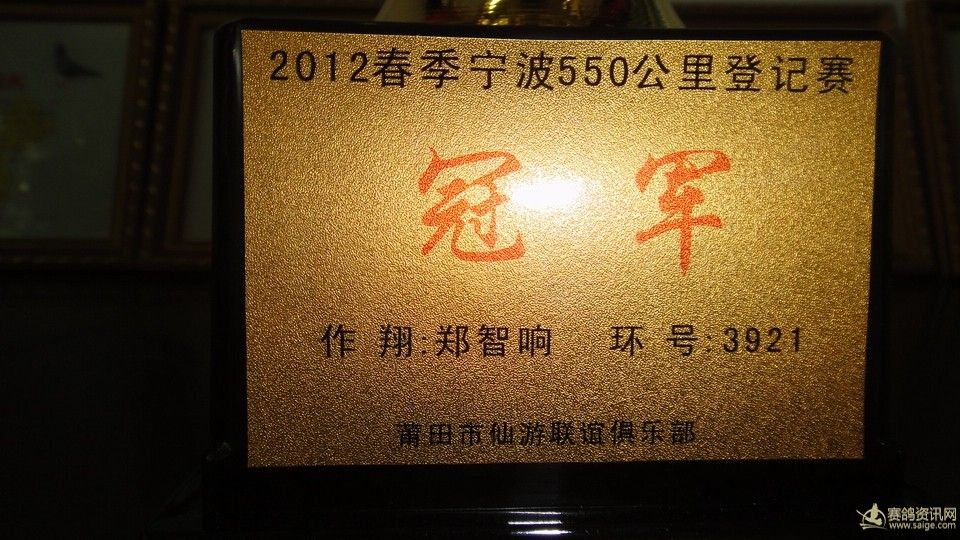 2012春季宁波550公里登记赛
冠 军
作 翔:郑智响 环 号:3921
莆田市仙游联谊俱乐部
赛鸽资讯网
www.saige.com